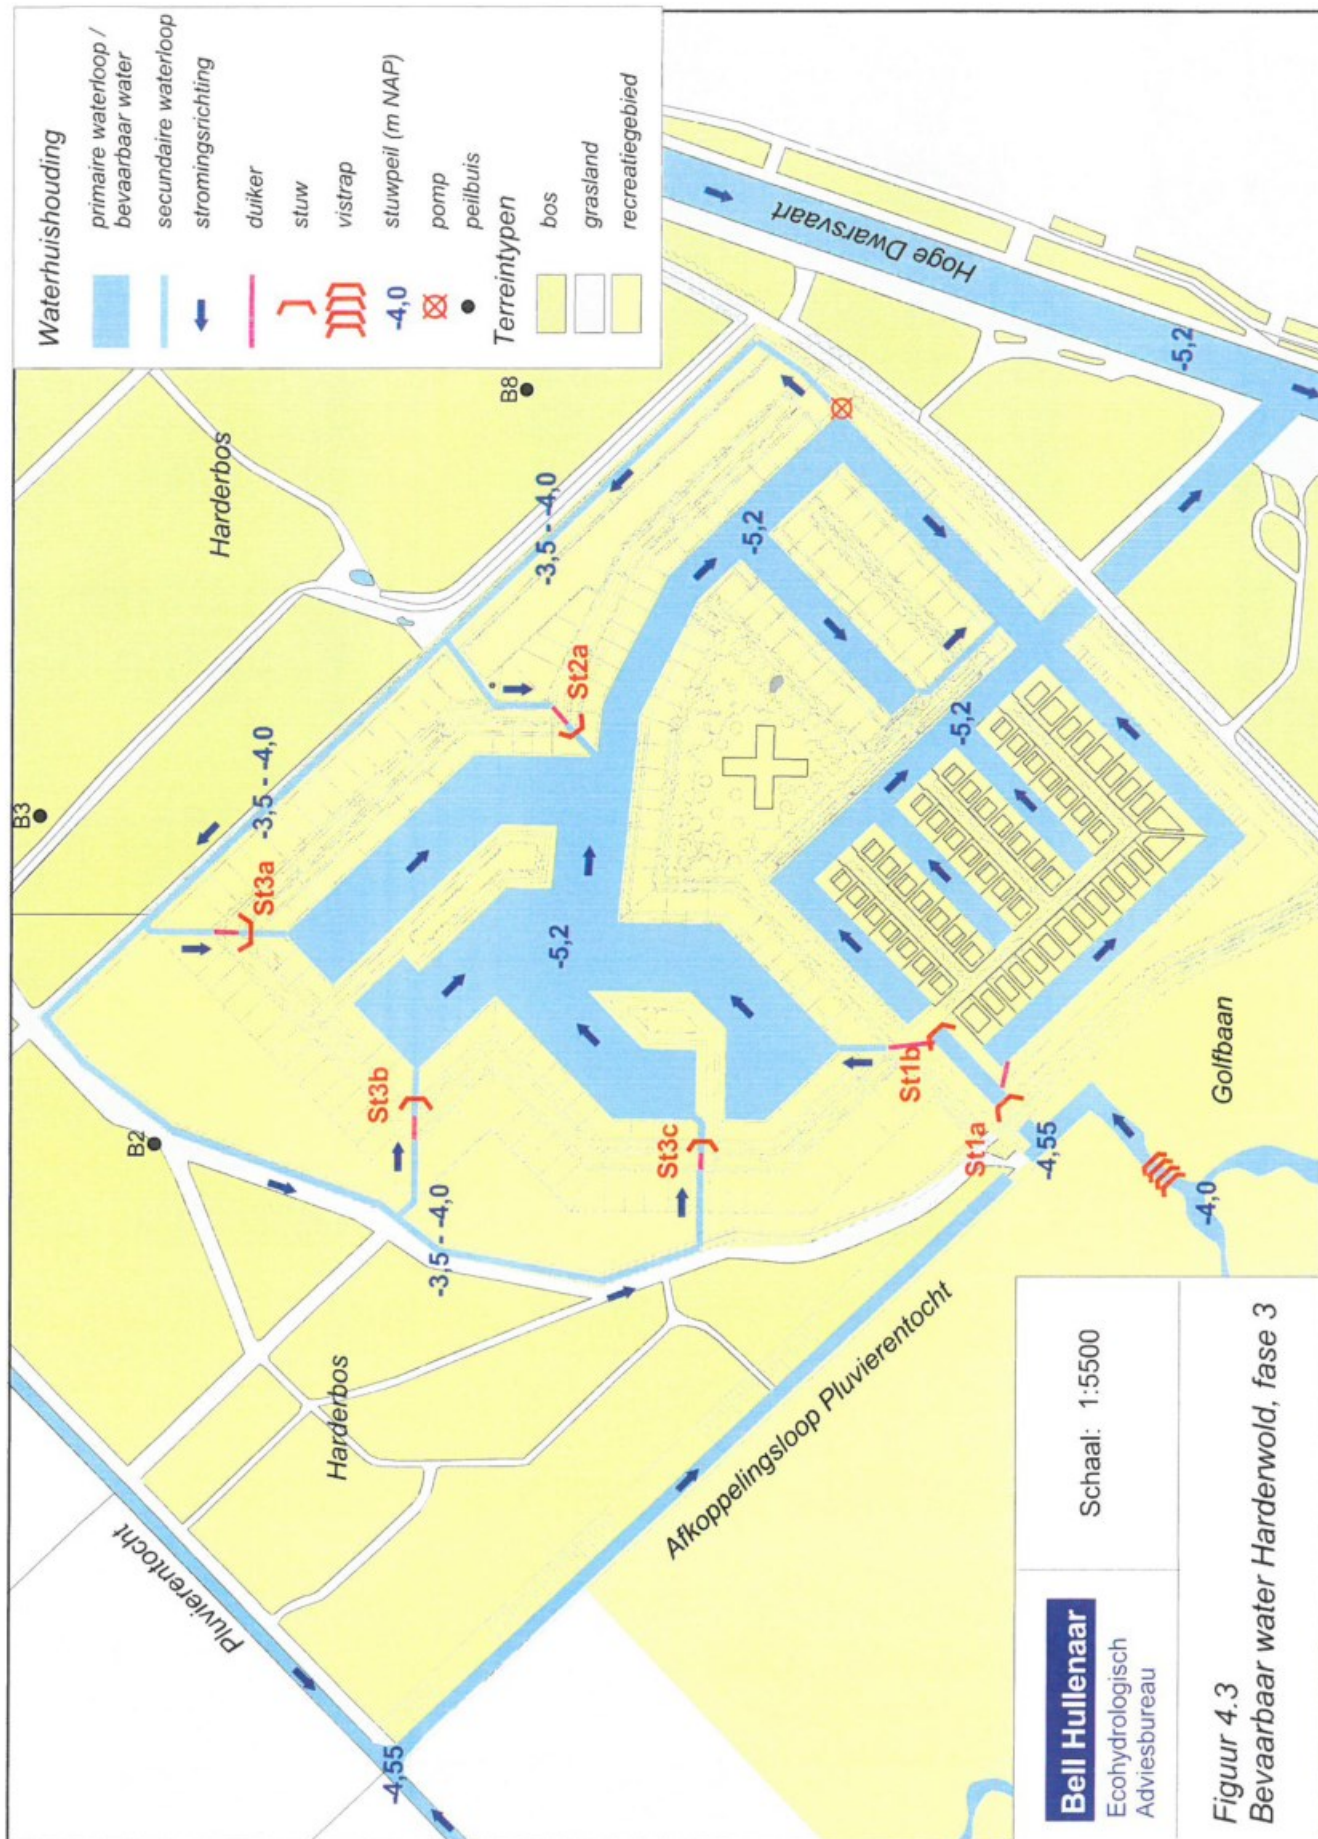 Waterhuishouding
primaire waterloop /
bevaarbaar water
secundaire waterloop
stromingsrichting
duiker
stuw
vistrap
-4,0
stuwpeil (m NAP)
pomp
peilbuis
Terreintypen
bos
grasland
recreatiegebied
B3
B8
B2
Harderbos
Harderbos
Hoge Dwarsvaart
-3,5 - -4,0
-3,5 - -4,0
-3,5 - -4,0
St3a
St2a
St3b
St3c
St1b
St1a
-5,2
-5,2
-5,2
-5,2
-4,55
-4,0
-4,55
Golfbaan
Pluvierentocht
Afkoppelingsloop Pluvierentocht
Bell Hullenaar
Ecohydrologisch
Adviesbureau
Schaal: 1:5500
Figuur 4.3
Bevaarbaar water Harderwold, fase 3